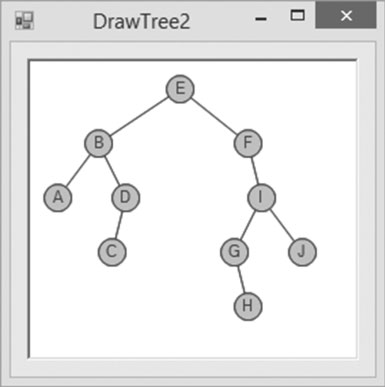 DrawTree2
E
B F
A D I
C G J
H